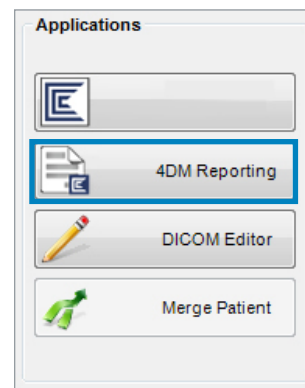 Applications
4DM Reporting
DICOM Editor
Merge Patient